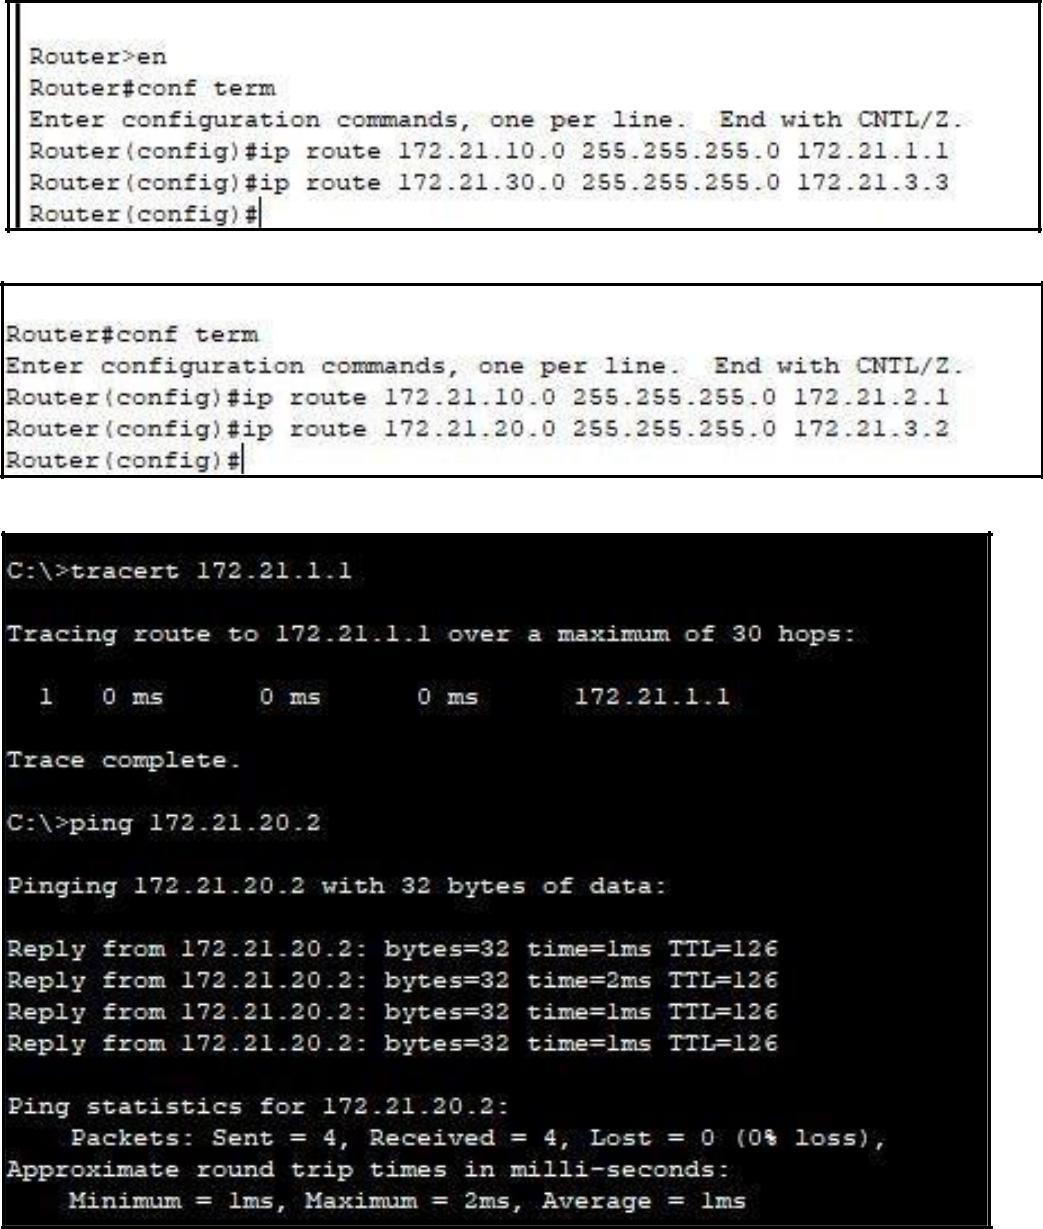 Router>en
Router#conf term
Enter configuration commands, one per line.  End with CNTL/Z.
Router(config)#ip route 172.21.10.0 255.255.255.0 172.21.1.1
Router(config)#ip route 172.21.30.0 255.255.255.0 172.21.3.3
Router(config)#
Router#conf term
Enter configuration commands, one per line.  End with CNTL/Z.
Router(config)#ip route 172.21.10.0 255.255.255.0 172.21.2.1
Router(config)#ip route 172.21.20.0 255.255.255.0 172.21.3.2
Router(config)#
C:\>tracert 172.21.1.1
Tracing route to 172.21.1.1 over a maximum of 30 hops:
1   0 ms   0 ms   0 ms   172.21.1.1
Trace complete.
C:\>ping 172.21.20.2
Pinging 172.21.20.2 with 32 bytes of data:
Reply from 172.21.20.2: bytes=32 time=1ms TTL=126
Reply from 172.21.20.2: bytes=32 time=2ms TTL=126
Reply from 172.21.20.2: bytes=32 time=1ms TTL=126
Reply from 172.21.20.2: bytes=32 time=1ms TTL=126
Ping statistics for 172.21.20.2:
Packets: Sent = 4, Received = 4, Lost = 0 (0% loss),
Approximate round trip times in milli-seconds:
Minimum = 1ms, Maximum = 2ms, Average = 1ms